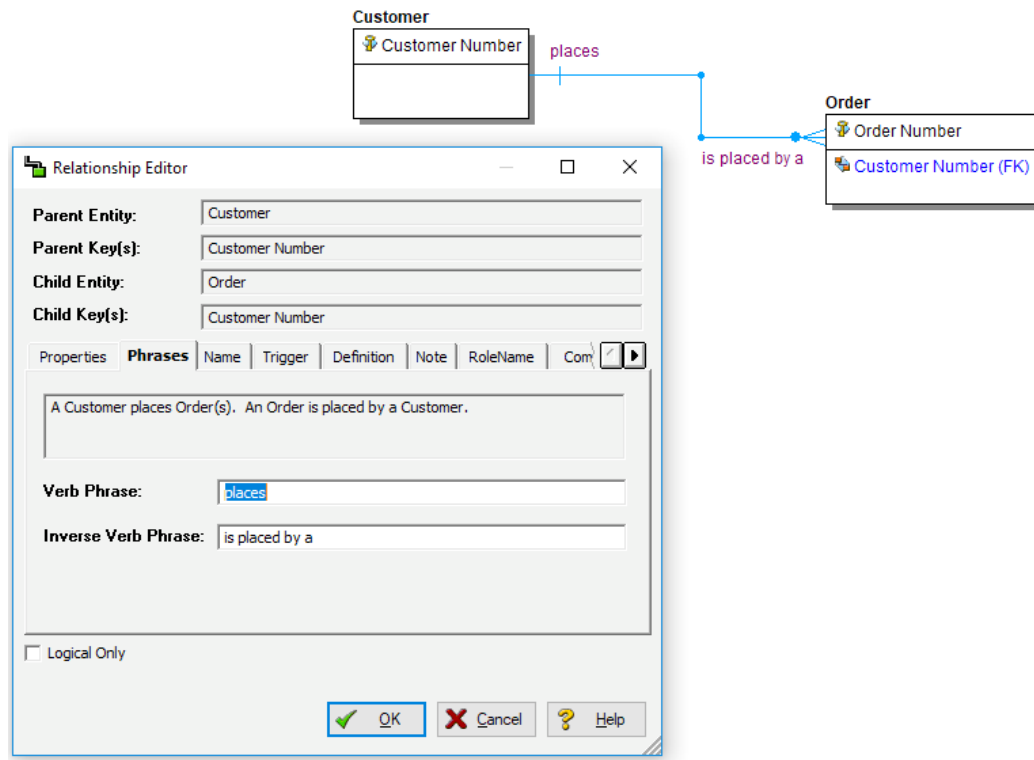 Customer
Customer Number
places
Order
Order Number
is placed by a
Customer Number (FK)
Relationship Editor
Parent Entity: Customer
Parent Key(s): Customer Number
Child Entity: Order
Child Key(s): Customer Number
Properties Phrases Name Trigger Definition Note RoleName Com
A Customer places Order(s). An Order is placed by a Customer.
Verb Phrase: places
Inverse Verb Phrase: is placed by a
Logical Only
OK Cancel Help